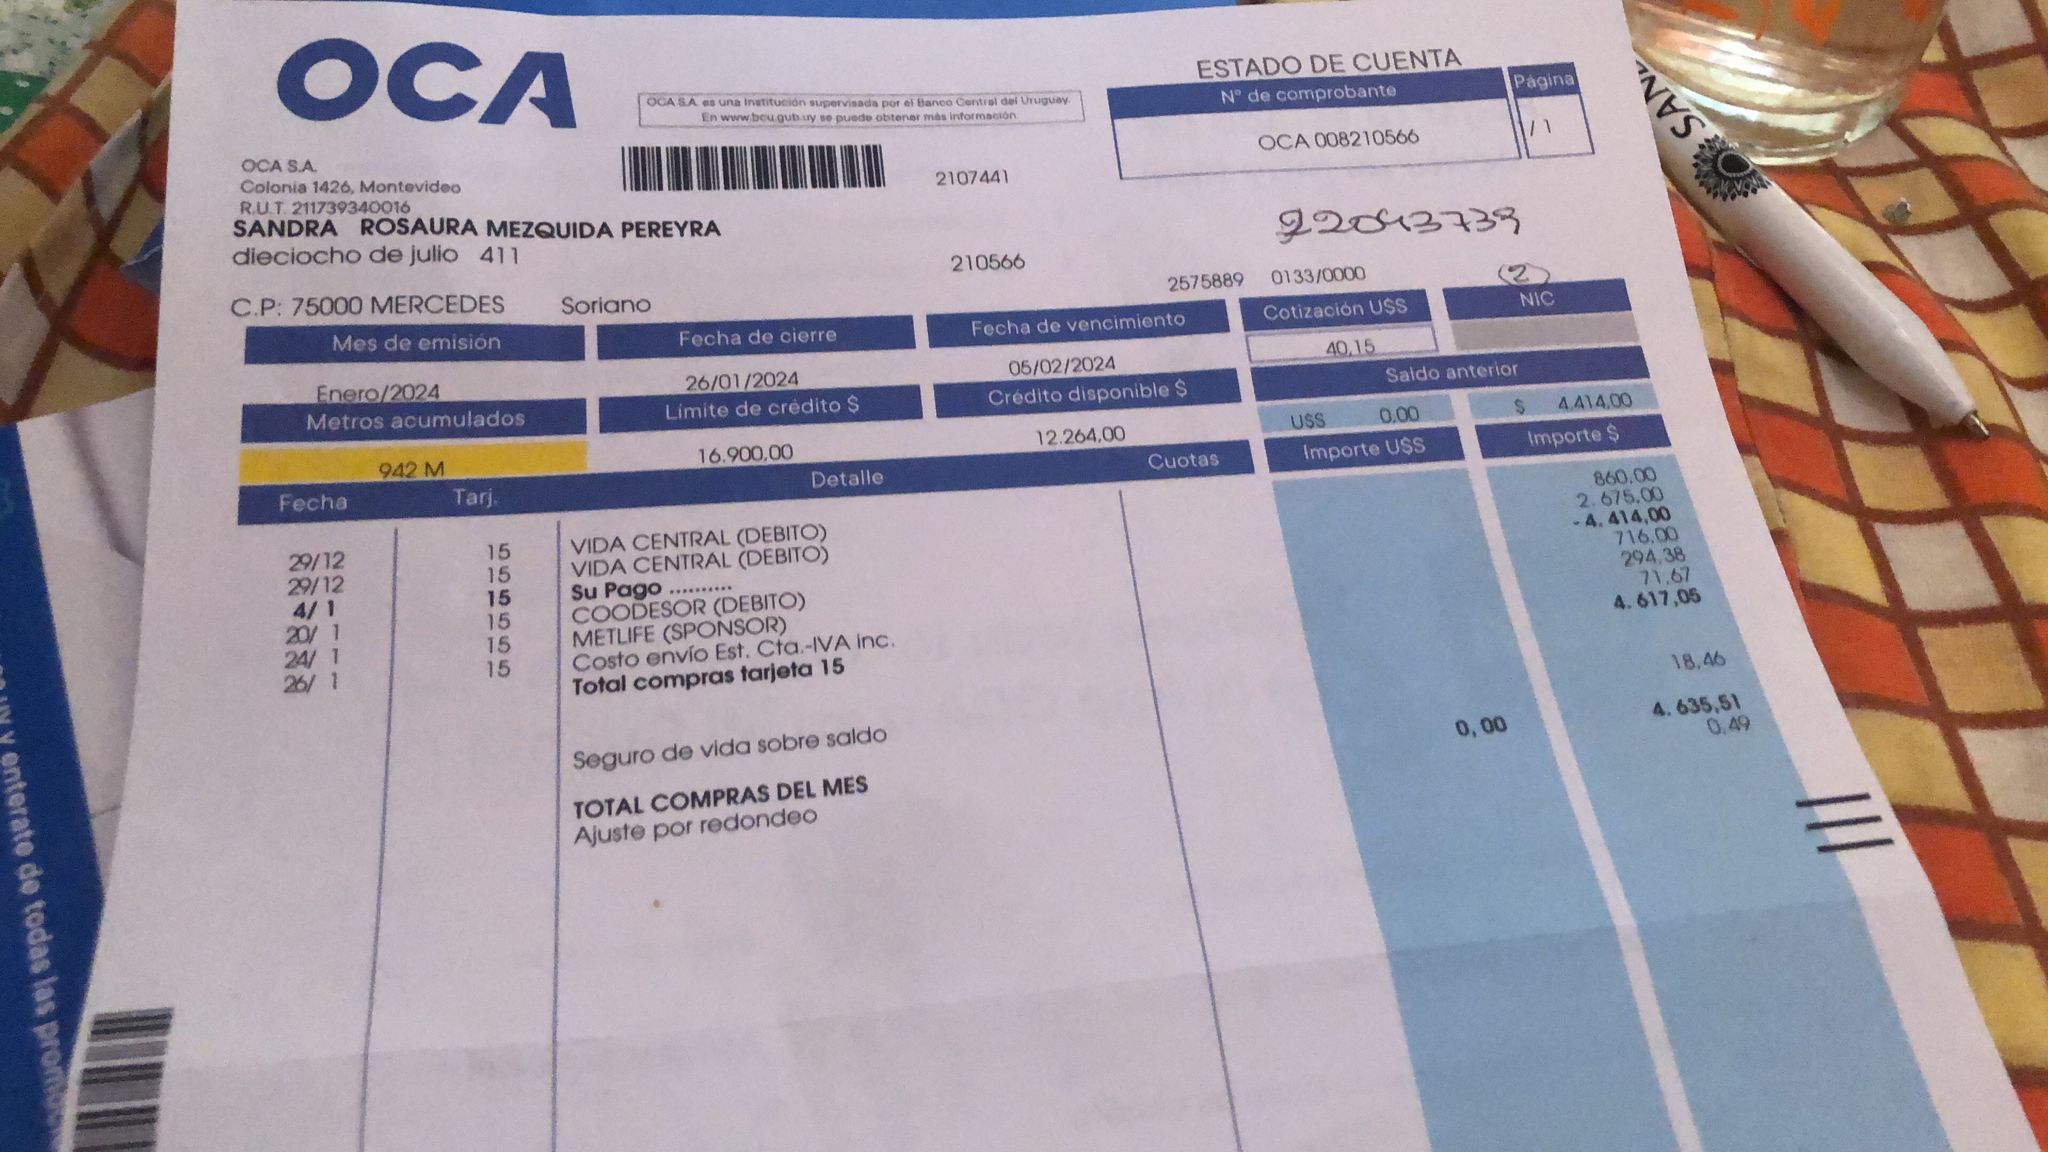 OCA
OCA S.A. es una Institución supervisada por el Banco Central del Uruguay.
En www.bcu.gub.uy se puede obtener más información.
ESTADO DE CUENTA
N° de comprobante
Página
OCA 008210566
/ 1
OCA S.A.
Colonia 1426, Montevideo
R.U.T. 211739340016
2107441
SANDRA ROSAURA MEZQUIDA PEREYRA
dieciocho de julio 411
210566
22043739
C.P: 75000 MERCEDES Soriano
2575889 0133/0000
(2)
Mes de emisión
Fecha de cierre
Fecha de vencimiento
Cotización U$S
NIC
Enero/2024
26/01/2024
05/02/2024
40,15
Metros acumulados
Límite de crédito $
Crédito disponible $
Saldo anterior
942 M
16.900,00
12.264,00
U$S 0.00
$ 4.414,00
Fecha Tarj. Detalle Cuotas Importe U$S Importe $
29/12 15 VIDA CENTRAL (DEBITO) 860,00
29/12 15 VIDA CENTRAL (DEBITO) 2.675,00
4/ 1 15 Su Pago .......... -4.414,00
20/ 1 15 COODESOR (DEBITO) 716,00
24/ 1 15 METLIFE (SPONSOR) 294,38
26/ 1 15 Costo envío Est. Cta.-IVA inc. 71,67
Total compras tarjeta 15 4.617,05
Seguro de vida sobre saldo 18,46
TOTAL COMPRAS DEL MES 0,00 4.635,51
Ajuste por redondeo 0,49
SAND
uy y enterate de todas las